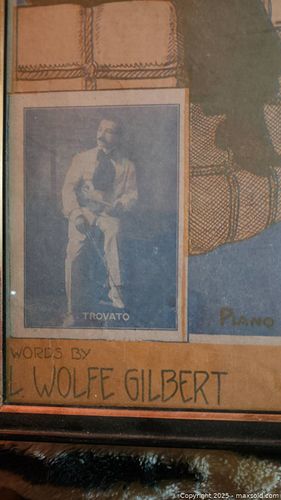 TROVATO
PIANO
WORDS BY
L. WOLFE GILBERT
Copyright 2025 - maxsold.com